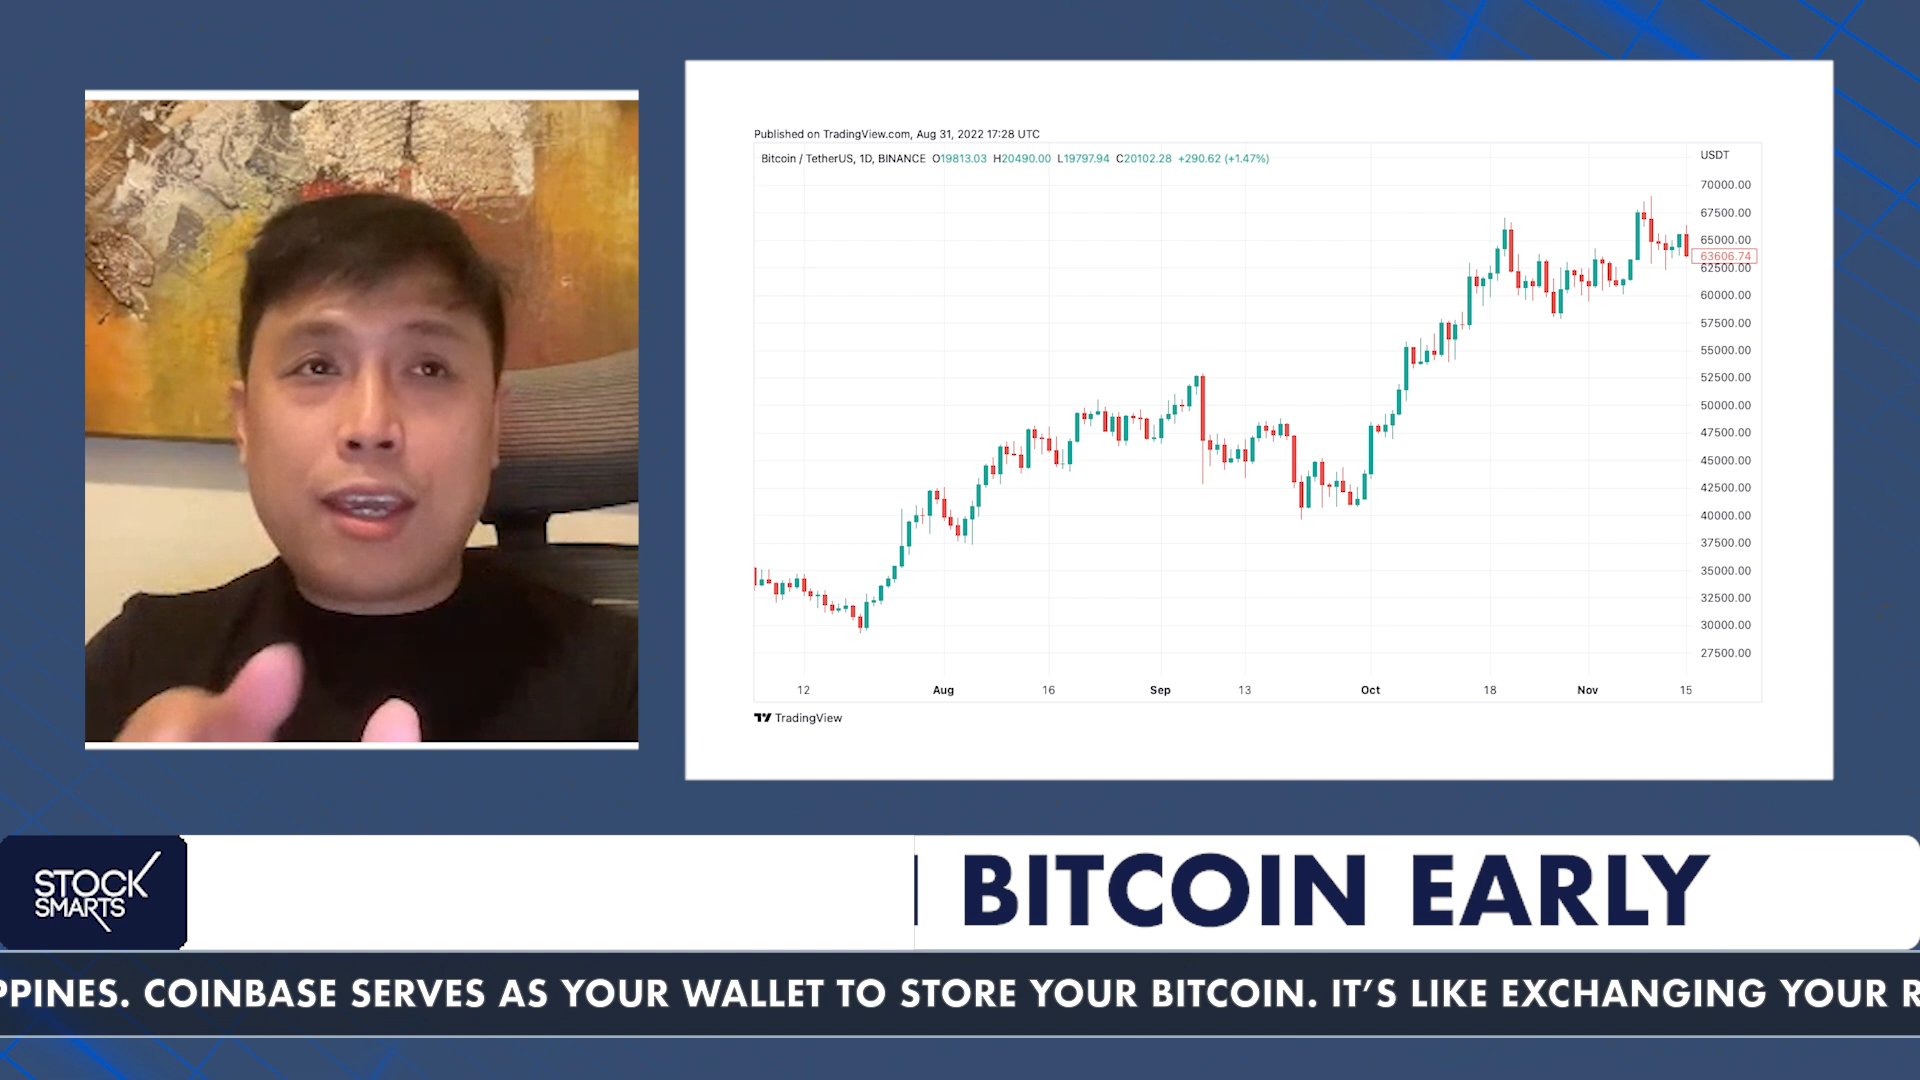 Published on TradingView.com, Aug 31, 2022 17:28 UTC
Bitcoin / TetherUS, 1D, BINANCE O19813.03 H20490.00 L19797.94 C20102.28 +290.62 (+1.47%)
USDT
70000.00
67500.00
65000.00
63606.74
62500.00
60000.00
57500.00
55000.00
52500.00
50000.00
47500.00
45000.00
42500.00
40000.00
37500.00
35000.00
32500.00
30000.00
27500.00
12 Aug 16 Sep 13 Oct 18 Nov 15
TradingView
STOCK
SMARTS
BITCOIN EARLY
PPINES. COINBASE SERVES AS YOUR WALLET TO STORE YOUR BITCOIN. IT'S LIKE EXCHANGING YOUR